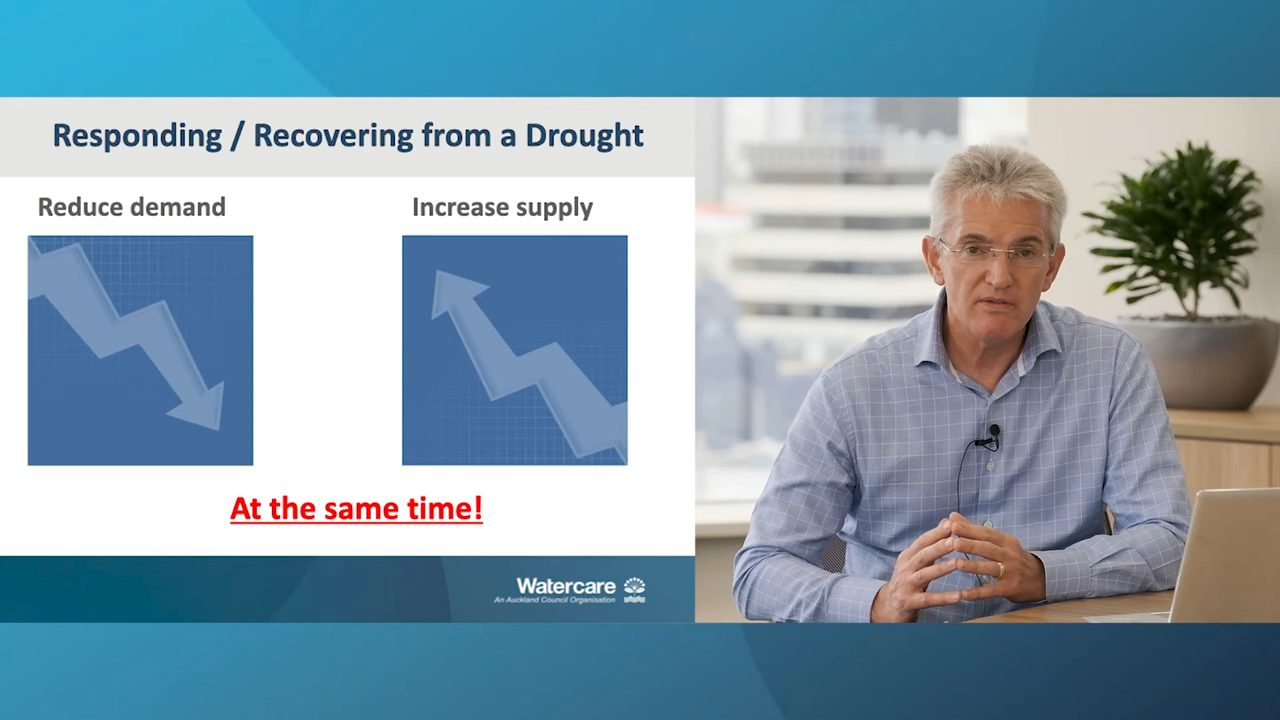 Responding / Recovering from a Drought
Reduce demand
Increase supply
At the same time!
Watercare
An Auckland Council Organisation